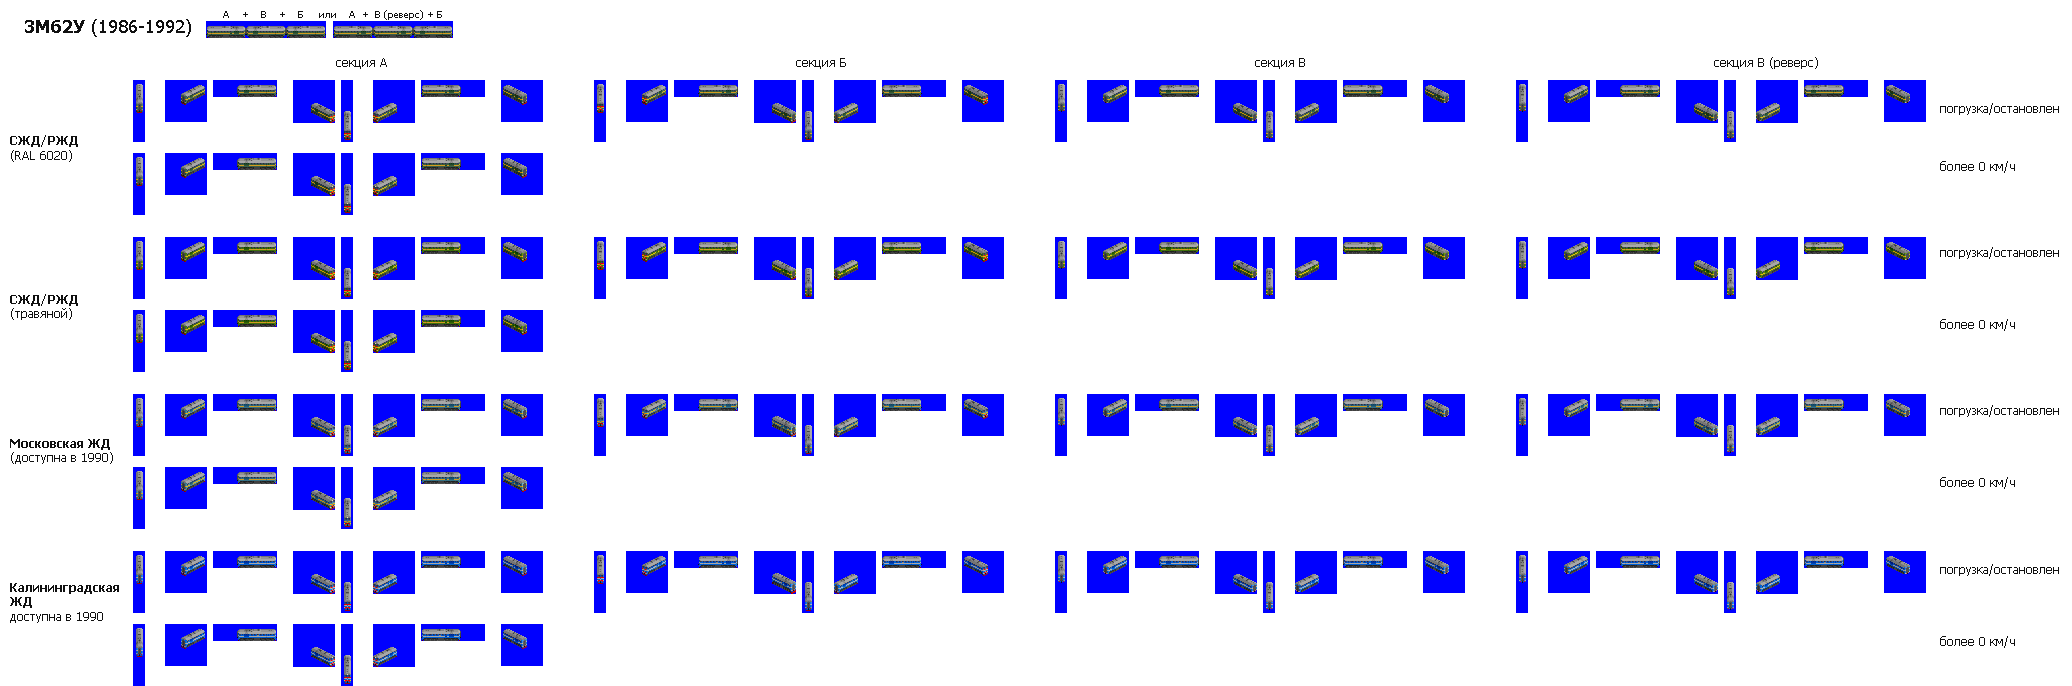 А + В + Б или А + В (реверс) + Б
3М62У (1986-1992)
секция А секция Б секция В секция В (реверс)
погрузка/остановлен
СЖД/РЖД
(RAL 6020)
более 0 км/ч
погрузка/остановлен
СЖД/РЖД
(травяной)
более 0 км/ч
погрузка/остановлен
Московская ЖД
(доступна в 1990)
более 0 км/ч
погрузка/остановлен
Калининградская
ЖД
доступна в 1990
более 0 км/ч